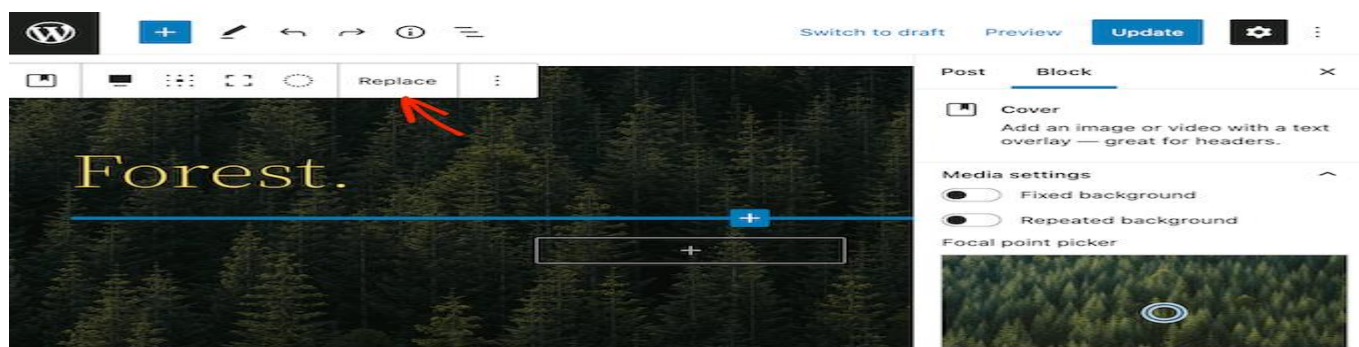 Switch to draft Preview Update
Replace
Post Block
Cover
Add an image or video with a text
overlay — great for headers.
Media settings
Fixed background
Repeated background
Focal point picker
Forest.